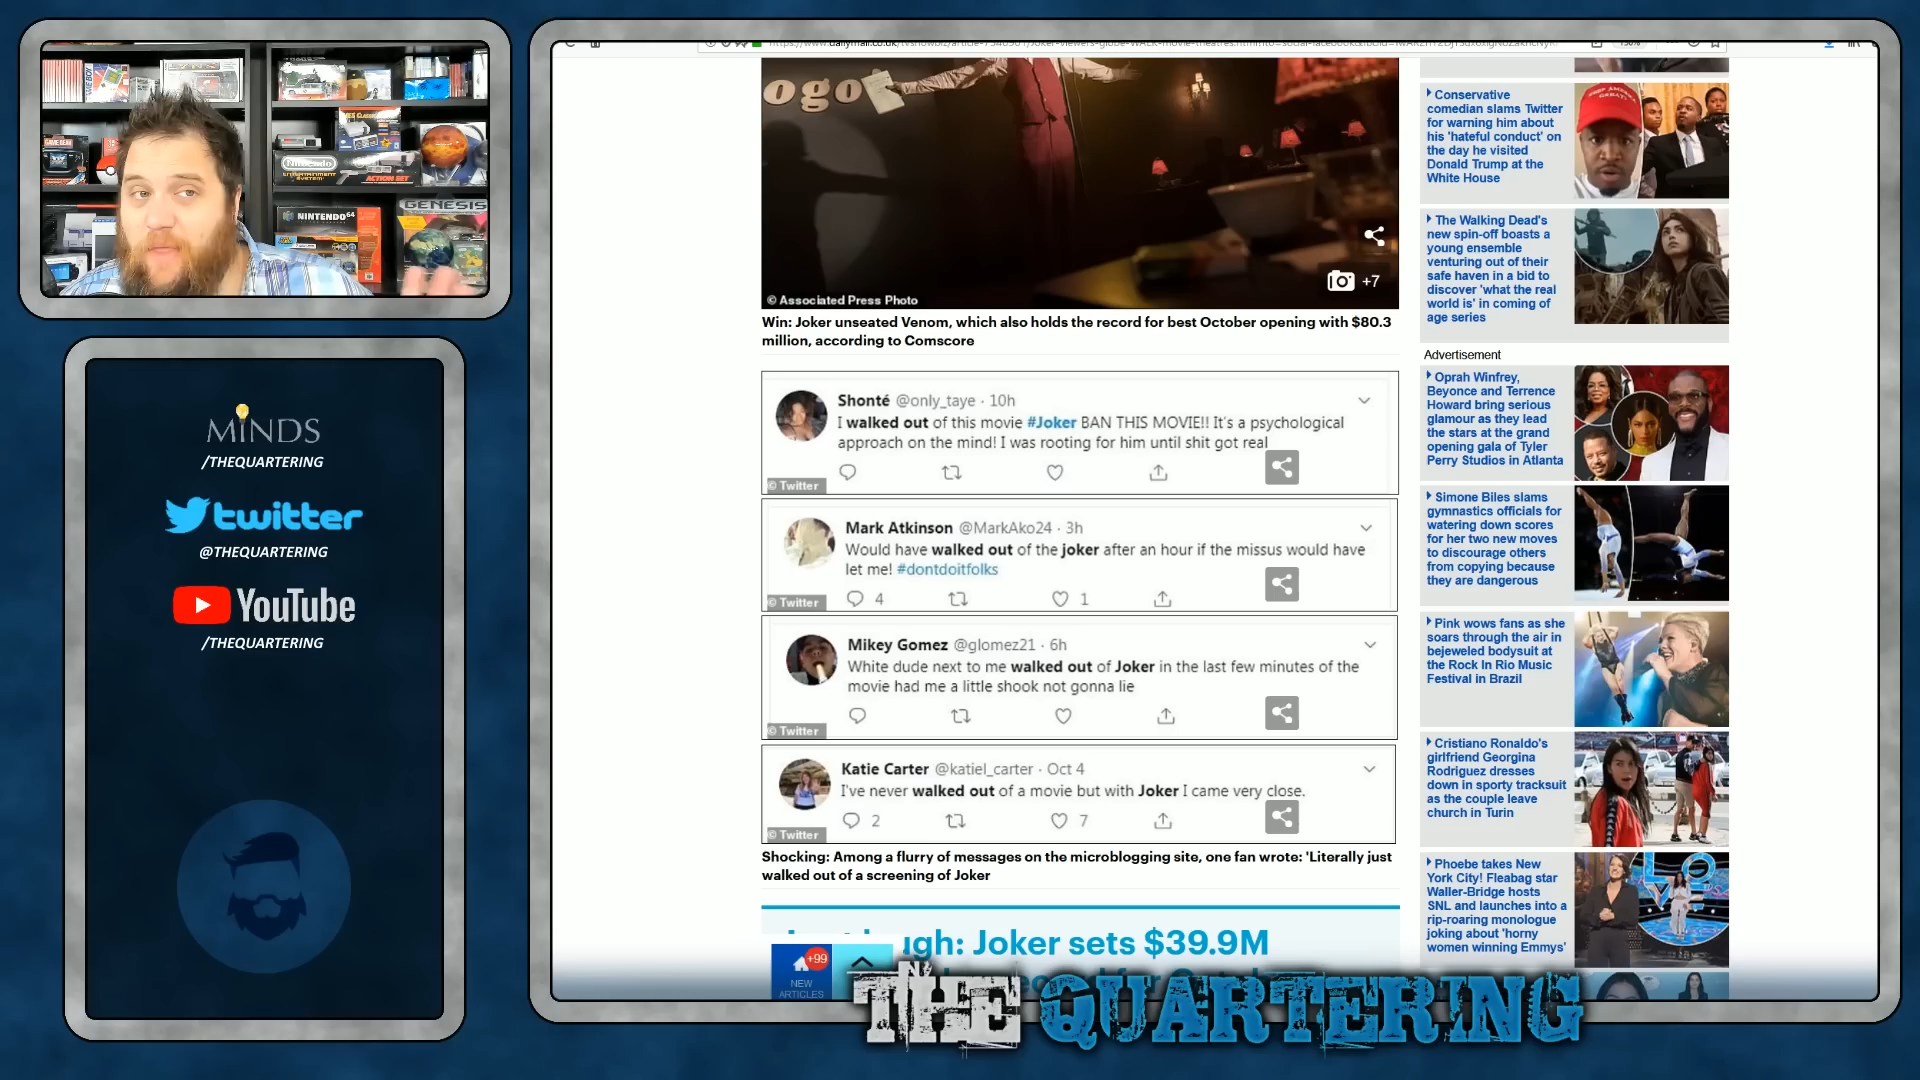 GAME BOY
LYNX
GAME GEAR
NES CLASSIC
Nintendo
ENTERTAINMENT
SYSTEM
ACTION SET
NINTENDO 64
GENESIS
MINDS
/THEQUARTERING
twitter
@THEQUARTERING
YouTube
/THEQUARTERING
ogo
+7
© Associated Press Photo
Win: Joker unseated Venom, which also holds the record for best October opening with $80.3
million, according to Comscore
Shonté @only_taye · 10h
I walked out of this movie #Joker BAN THIS MOVIE!! It's a psychological
approach on the mind! I was rooting for him until shit got real
© Twitter
Mark Atkinson @MarkAko24 · 3h
Would have walked out of the joker after an hour if the missus would have
let me! #dontdoitfolks
4
1
© Twitter
Mikey Gomez @glomez21 · 6h
White dude next to me walked out of Joker in the last few minutes of the
movie had me a little shook not gonna lie
© Twitter
Katie Carter @katiel_carter · Oct 4
I've never walked out of a movie but with Joker I came very close.
2
7
© Twitter
Shocking: Among a flurry of messages on the microblogging site, one fan wrote: 'Literally just
walked out of a screening of Joker
ugh: Joker sets $39.9M
+99
NEW
ARTICLES
Conservative
comedian slams Twitter
for warning him about
his 'hateful conduct' on
the day he visited
Donald Trump at the
White House
The Walking Dead's
new spin-off boasts a
young ensemble
venturing out of their
safe haven in a bid to
discover 'what the real
world is' in coming of
age series
Advertisement
Oprah Winfrey,
Beyonce and Terrence
Howard bring serious
glamour as they lead
the stars at the grand
opening gala of Tyler
Perry Studios in Atlanta
Simone Biles slams
gymnastics officials for
watering down scores
for her two new moves
to discourage others
from copying because
they are dangerous
Pink wows fans as she
soars through the air in
bejeweled bodysuit at
the Rock In Rio Music
Festival in Brazil
Cristiano Ronaldo's
girlfriend Georgina
Rodriguez dresses
down in sporty tracksuit
as the couple leave
church in Turin
Phoebe takes New
York City! Fleabag star
Waller-Bridge hosts
SNL and launches into a
rip-roaring monologue
joking about 'horny
women winning Emmys'
THE QUARTERING